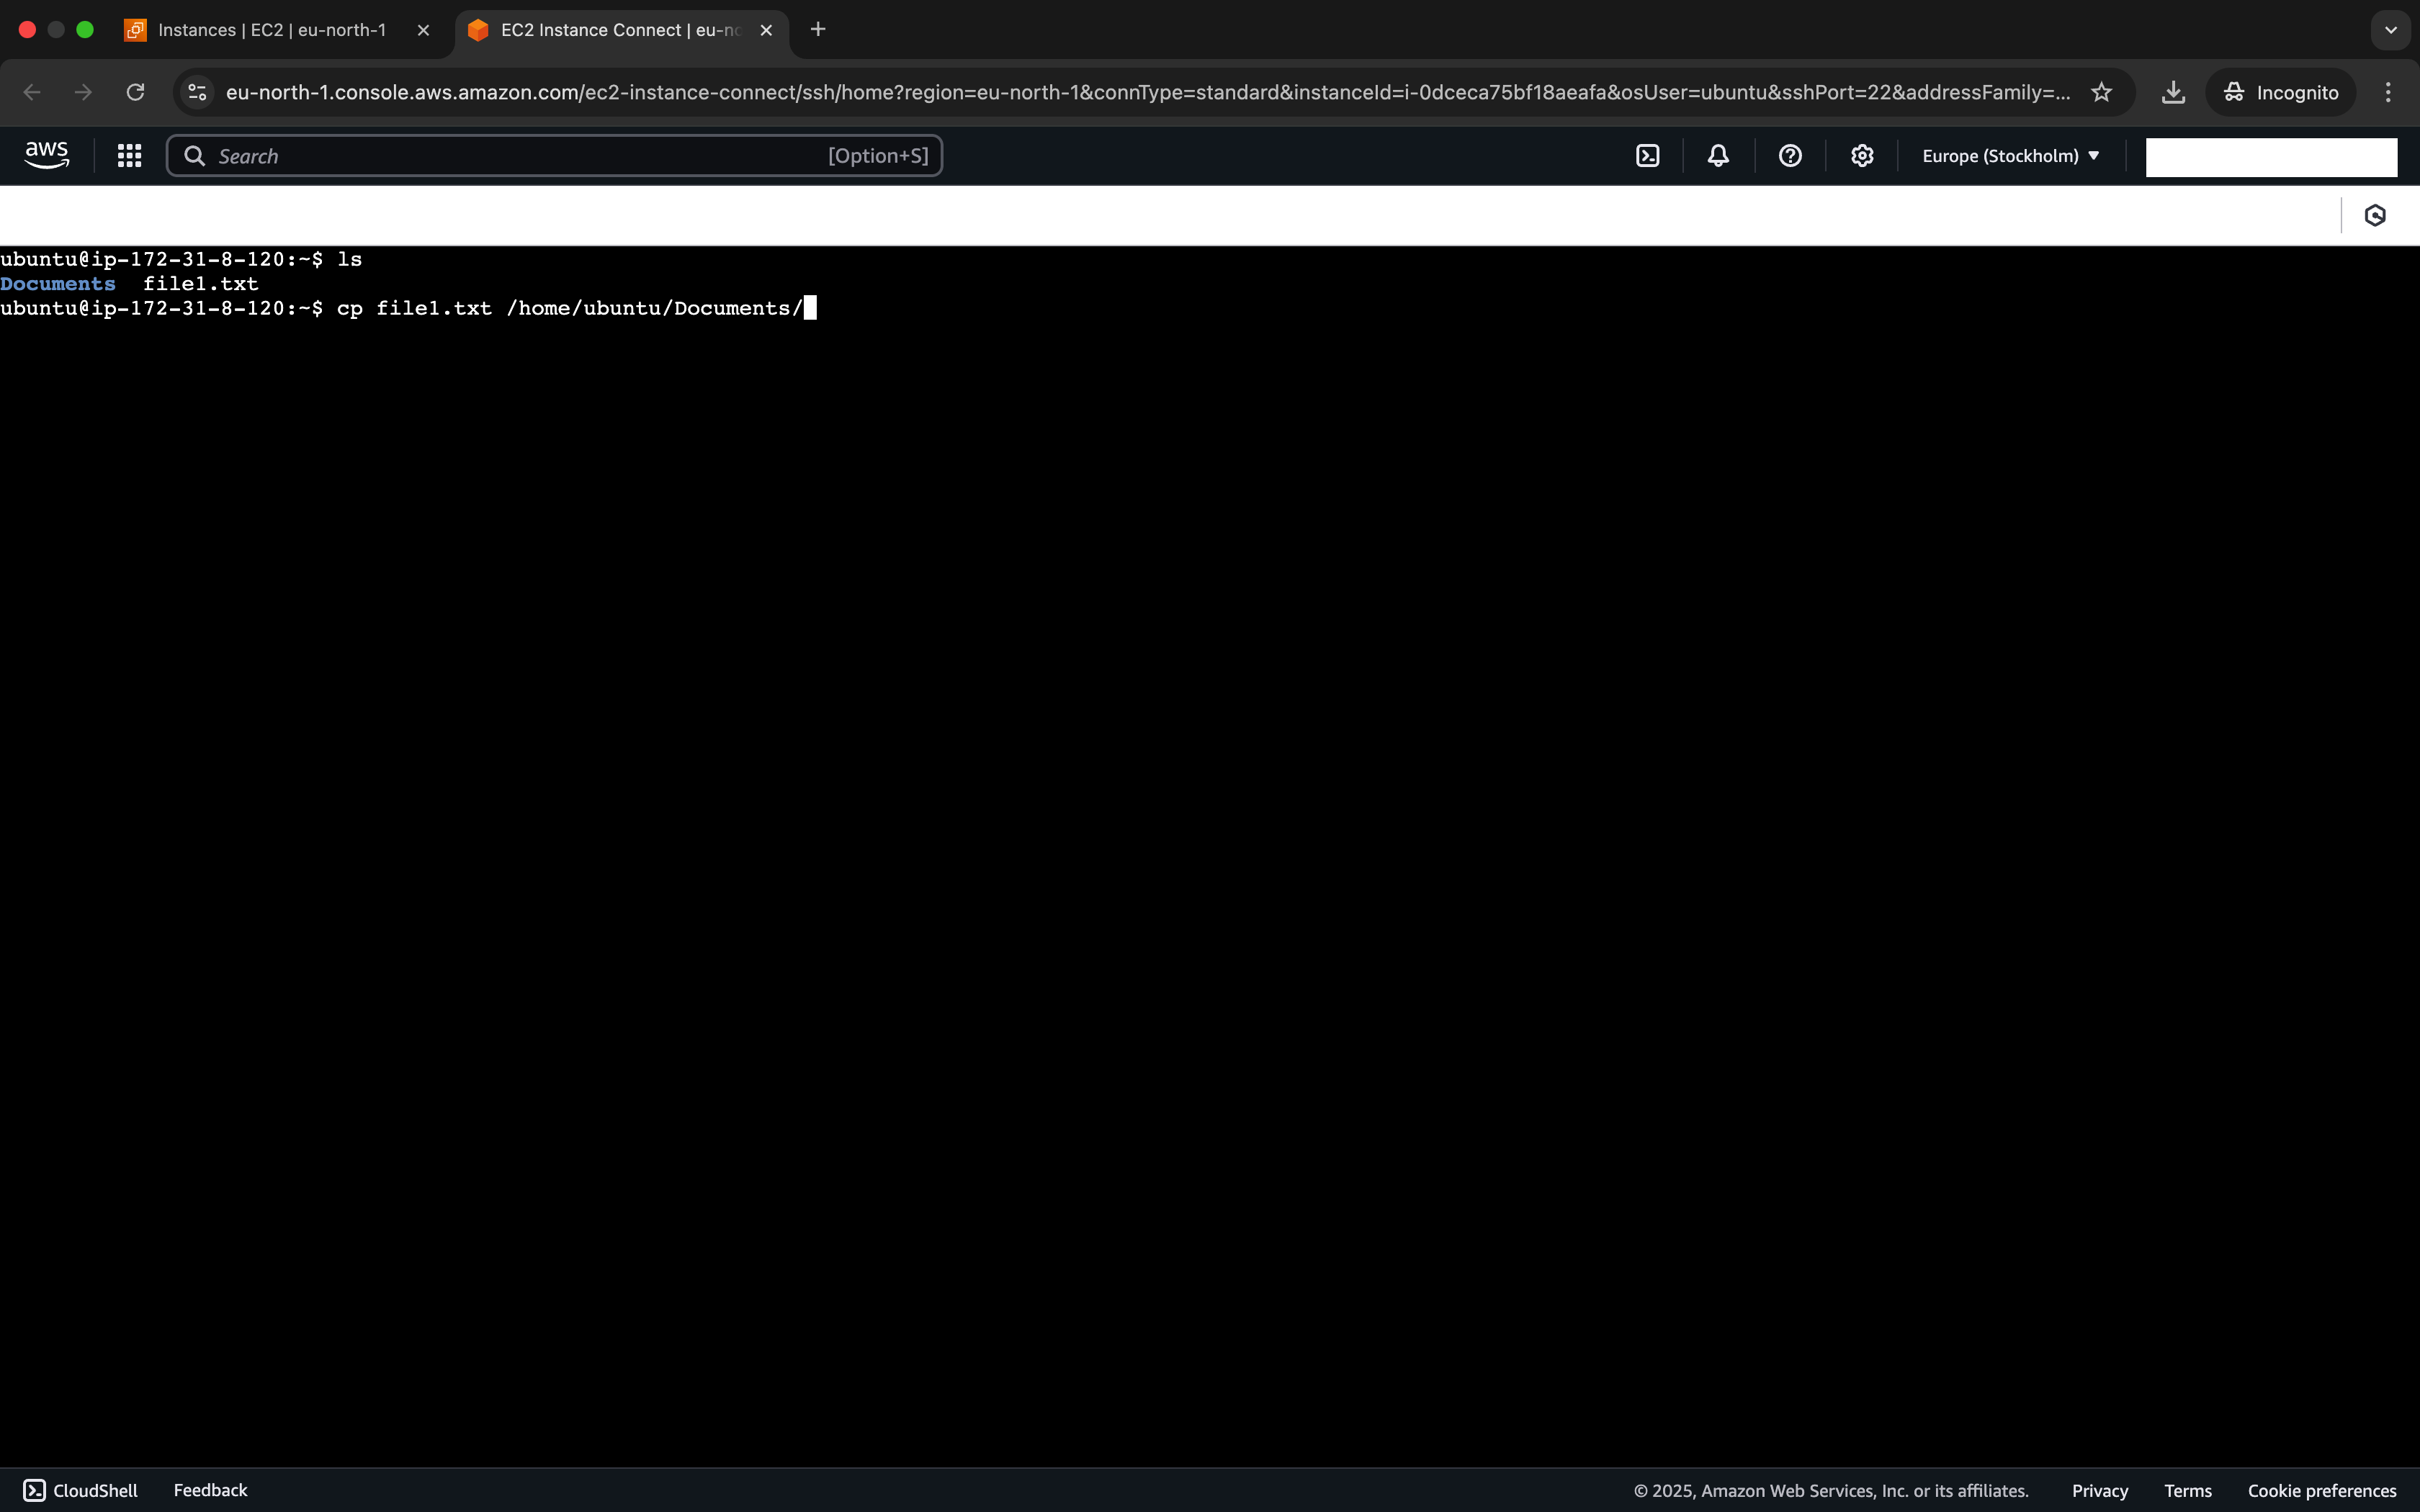 Instances | EC2 | eu-north-1
EC2 Instance Connect | eu-no
eu-north-1.console.aws.amazon.com/ec2-instance-connect/ssh/home?region=eu-north-1&connType=standard&instanceId=i-0dceca75bf18aeafa&osUser=ubuntu&sshPort=22&addressFamily=...
Incognito
aws
Search
[Option+S]
Europe (Stockholm)
ubuntu@ip-172-31-8-120:~$ ls
Documents  file1.txt
ubuntu@ip-172-31-8-120:~$ cp file1.txt /home/ubuntu/Documents/
CloudShell
Feedback
© 2025, Amazon Web Services, Inc. or its affiliates.
Privacy
Terms
Cookie preferences